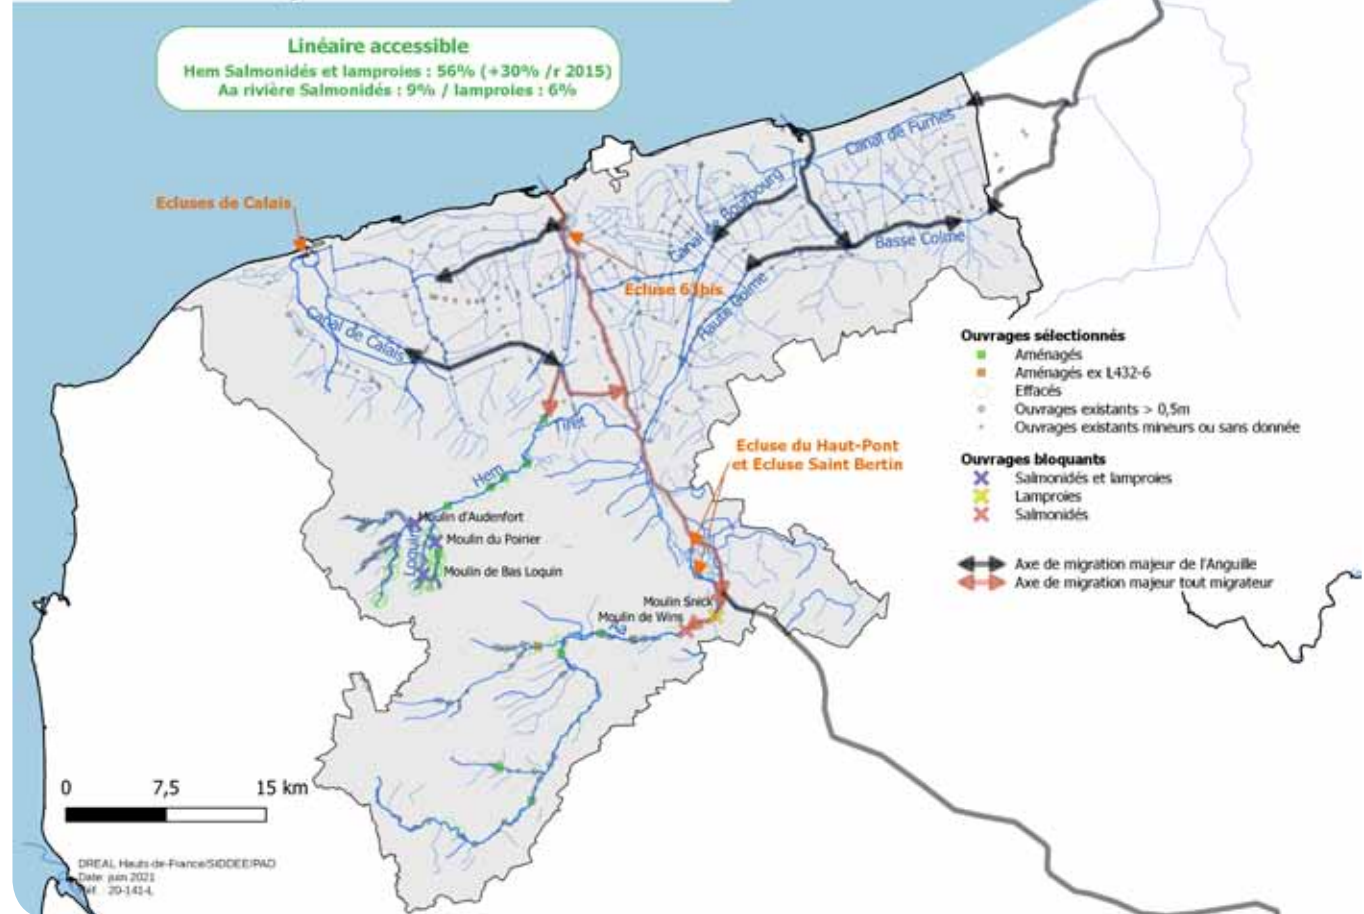 Linéaire accessible
Hem Salmonidés et lamproies : 56% (+30% /r 2015)
Aa rivière Salmonidés : 9% / lamproies : 6%
Canal de Furnes
Ecluses de Calais
Canal de Bourbourg
Basse Colme
Ecluse 63bis
Haute Colme
Canal de Calais
Ouvrages sélectionnés
Aménagés
Aménagés ex L432-6
Effacés
Ouvrages existants > 0,5m
Ouvrages existants mineurs ou sans donnée
Tiret
Ecluse du Haut-Pont
et Ecluse Saint Bertin
Ouvrages bloquants
Salmonidés et lamproies
Lamproies
Salmonidés
Hem
Moulin d'Audenfort
Moulin du Poirier
Loquin
Moulin de Bas Loquin
Axe de migration majeur de l'Anguille
Axe de migration majeur tout migrateur
Moulin Snick
Moulin de Wins
Aa
0 7,5 15 km
DREAL Hauts-de-France/SIDDEE/PAD
Date: juin 2021
Réf. : 20-141-L